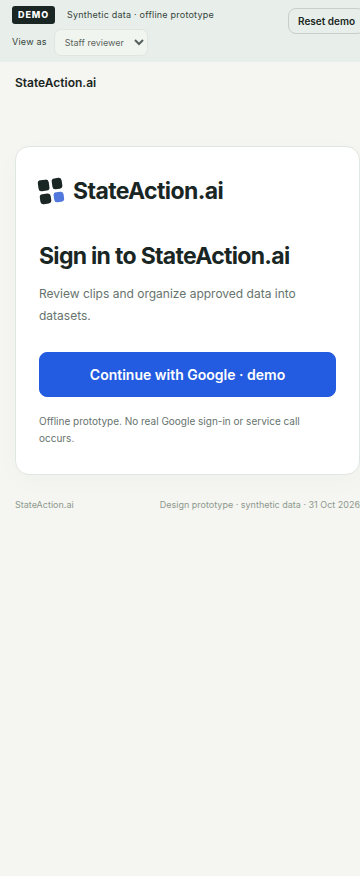 DEMO Synthetic data · offline prototype
Reset demo
View as Staff reviewer
StateAction.ai
StateAction.ai
Sign in to StateAction.ai
Review clips and organize approved data into
datasets.
Continue with Google · demo
Offline prototype. No real Google sign-in or service call
occurs.
StateAction.ai
Design prototype · synthetic data · 31 Oct 2026